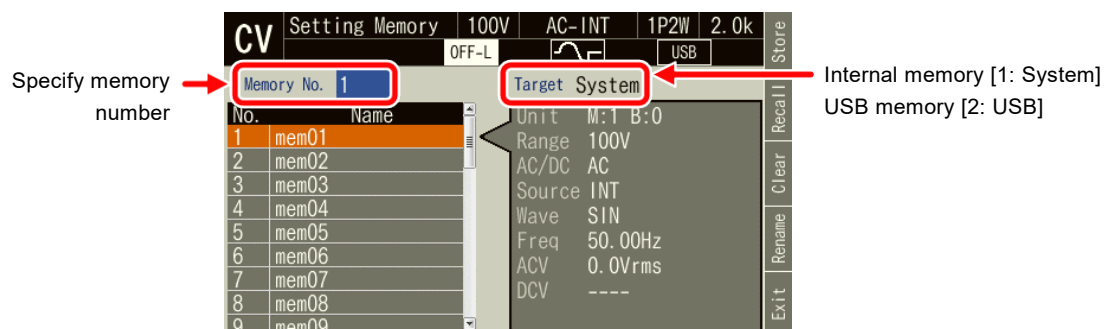 CV
Setting Memory 100V AC-INT 1P2W 2.0k
OFF-L USB
Specify memory
number
Memory No. 1
Target System
Internal memory [1: System]
USB memory [2: USB]
No. Name
1 mem01
2 mem02
3 mem03
4 mem04
5 mem05
6 mem06
7 mem07
8 mem08
9 mem09
Unit M:1 B:0
Range 100V
AC/DC AC
Source INT
Wave SIN
Freq 50.00Hz
ACV 0.0Vrms
DCV ----
Store
Recall
Clear
Rename
Exit